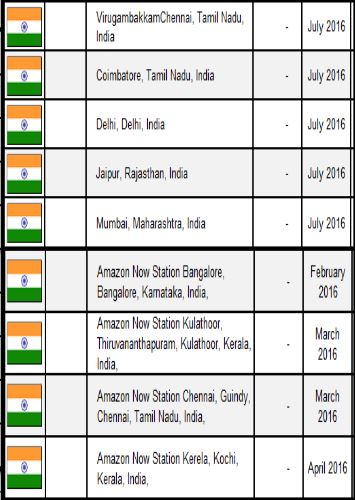 VirugambakkamChennai, Tamil Nadu,
India
-
July 2016
Coimbatore, Tamil Nadu, India
-
July 2016
Delhi, Delhi, India
-
July 2016
Jaipur, Rajasthan, India
-
July 2016
Mumbai, Maharashtra, India
-
July 2016
Amazon Now Station Bangalore,
Bangalore, Karnataka, India,
-
February
2016
Amazon Now Station Kulathoor,
Thiruvananthapuram, Kulathoor, Kerala,
India,
-
March
2016
Amazon Now Station Chennai, Guindy,
Chennai, Tamil Nadu, India,
-
March
2016
Amazon Now Station Kerela, Kochi,
Kerala, India,
-
April 2016